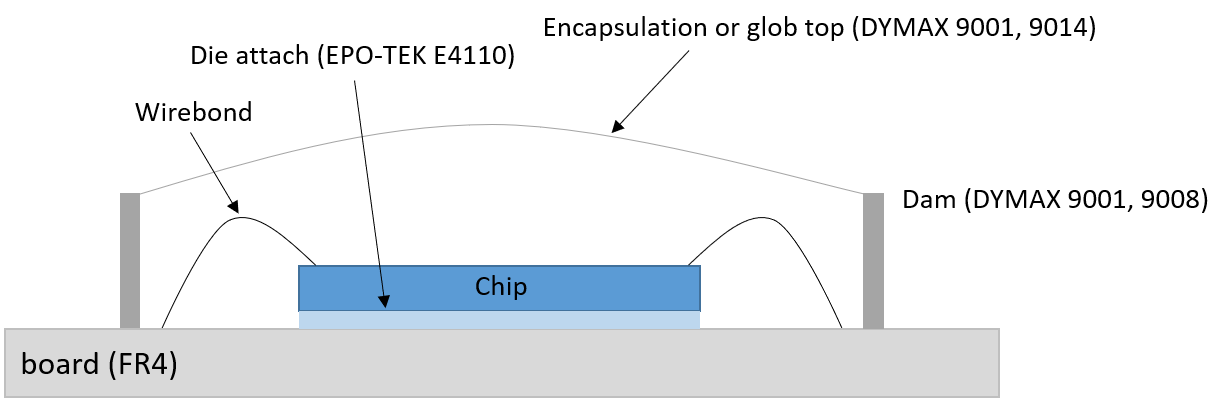 Encapsulation or glob top (DYMAX 9001, 9014)
Die attach (EPO-TEK E4110)
Wirebond
Dam (DYMAX 9001, 9008)
Chip
board (FR4)